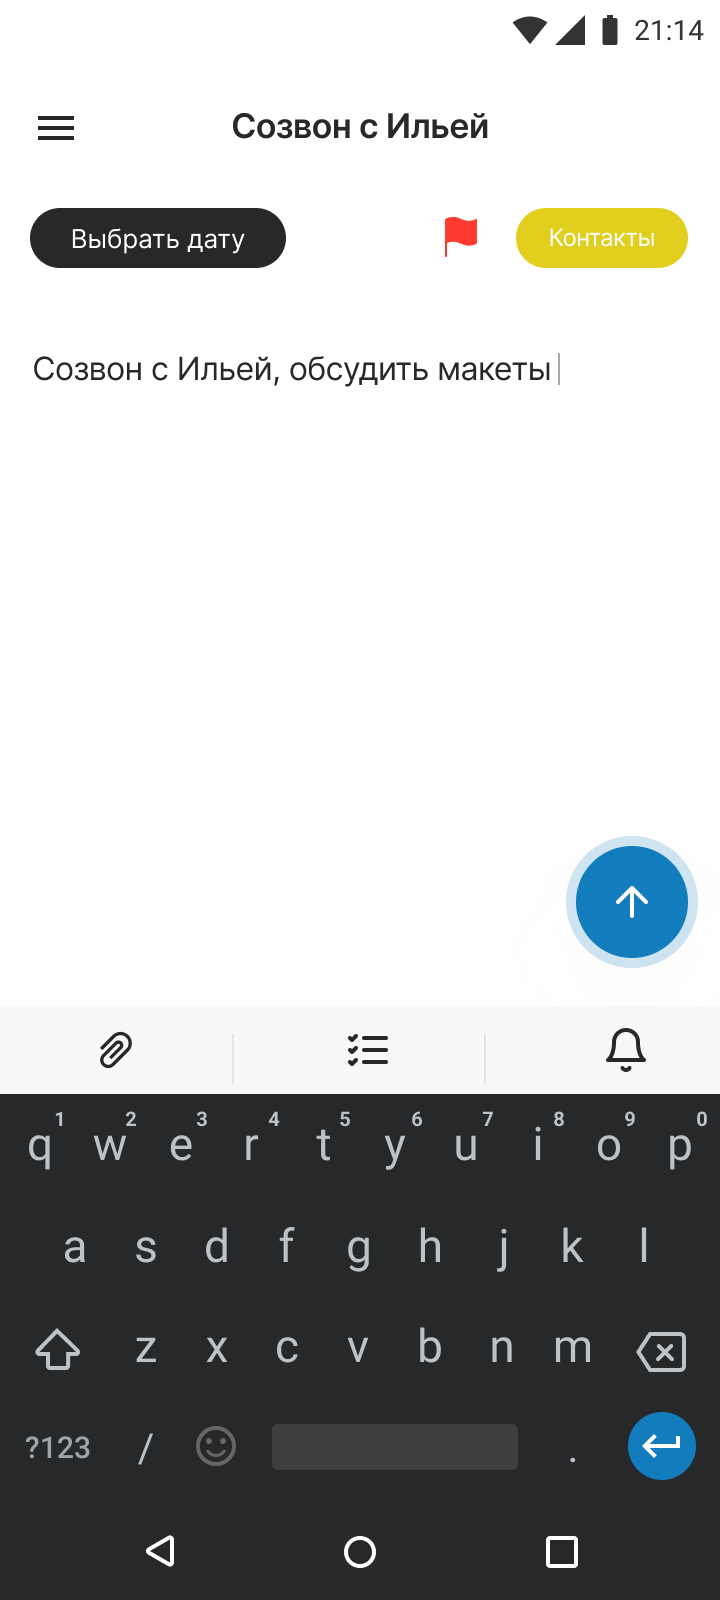 21:14
Созвон с Ильей
Выбрать дату
Контакты
Созвон с Ильей, обсудить макеты
1 2 3 4 5 6 7 8 9 0
q w e r t y u i o p
a s d f g h j k l
z x c v b n m
?123 / .